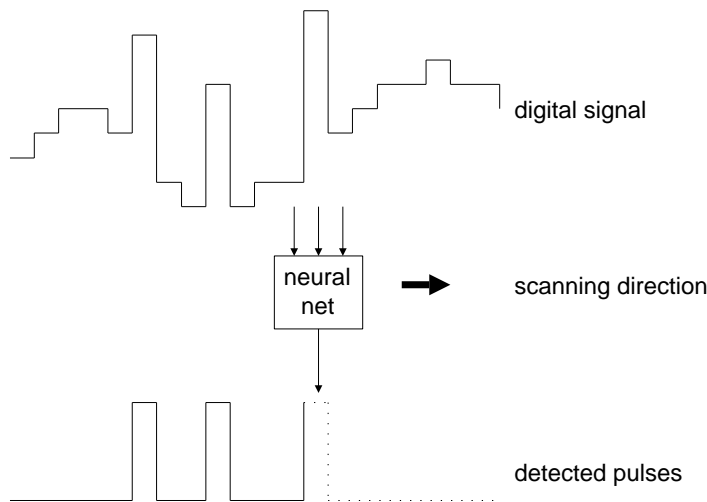 digital signal
neural
net
scanning direction
detected pulses